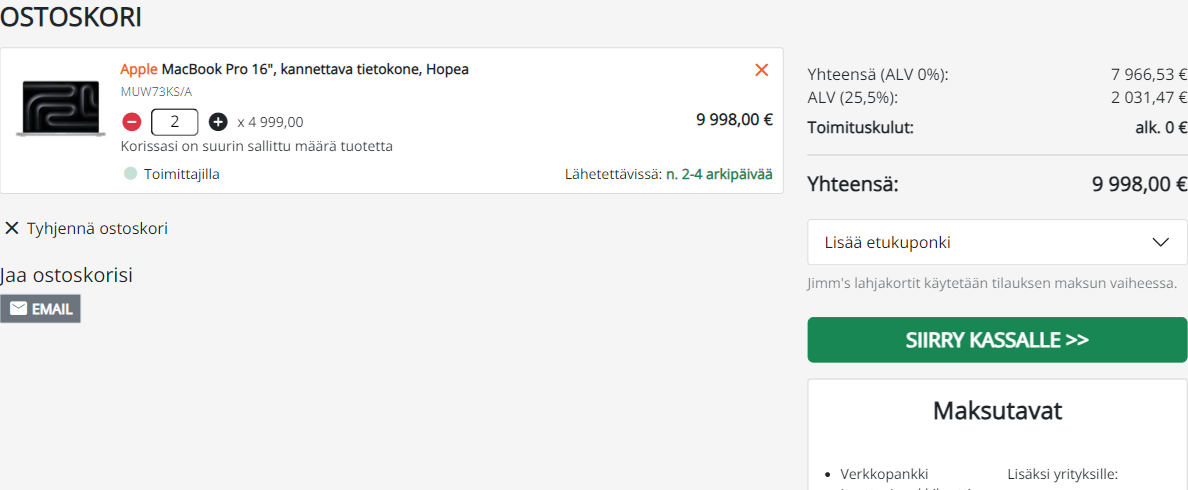 OSTOSKORI
Apple MacBook Pro 16", kannettava tietokone, Hopea
MUW73KS/A
2 x 4 999,00
9 998,00 €
Korissasi on suurin sallittu määrä tuotetta
Toimittajilla
Lähetettävissä: n. 2-4 arkipäivää
Tyhjennä ostoskori
Jaa ostoskorisi
EMAIL
Yhteensä (ALV 0%): 7 966,53 €
ALV (25,5%): 2 031,47 €
Toimituskulut: alk. 0 €
Yhteensä: 9 998,00 €
Lisää etukuponki
Jimm's lahjakortit käytetään tilauksen maksun vaiheessa.
SIIRRY KASSALLE >>
Maksutavat
Verkkopankki
Lisäksi yrityksille: